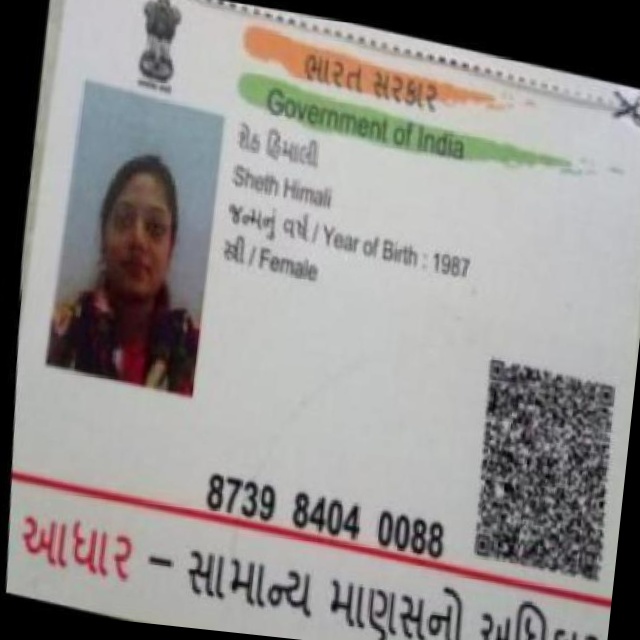 ભારત સરકાર
Government of India
શેઠ હિમાલી
Sheth Himali
જન્મનું વર્ષ / Year of Birth : 1987
સ્ત્રી / Female
8739 8404 0088
આધાર – સામાન્ય માણસનો